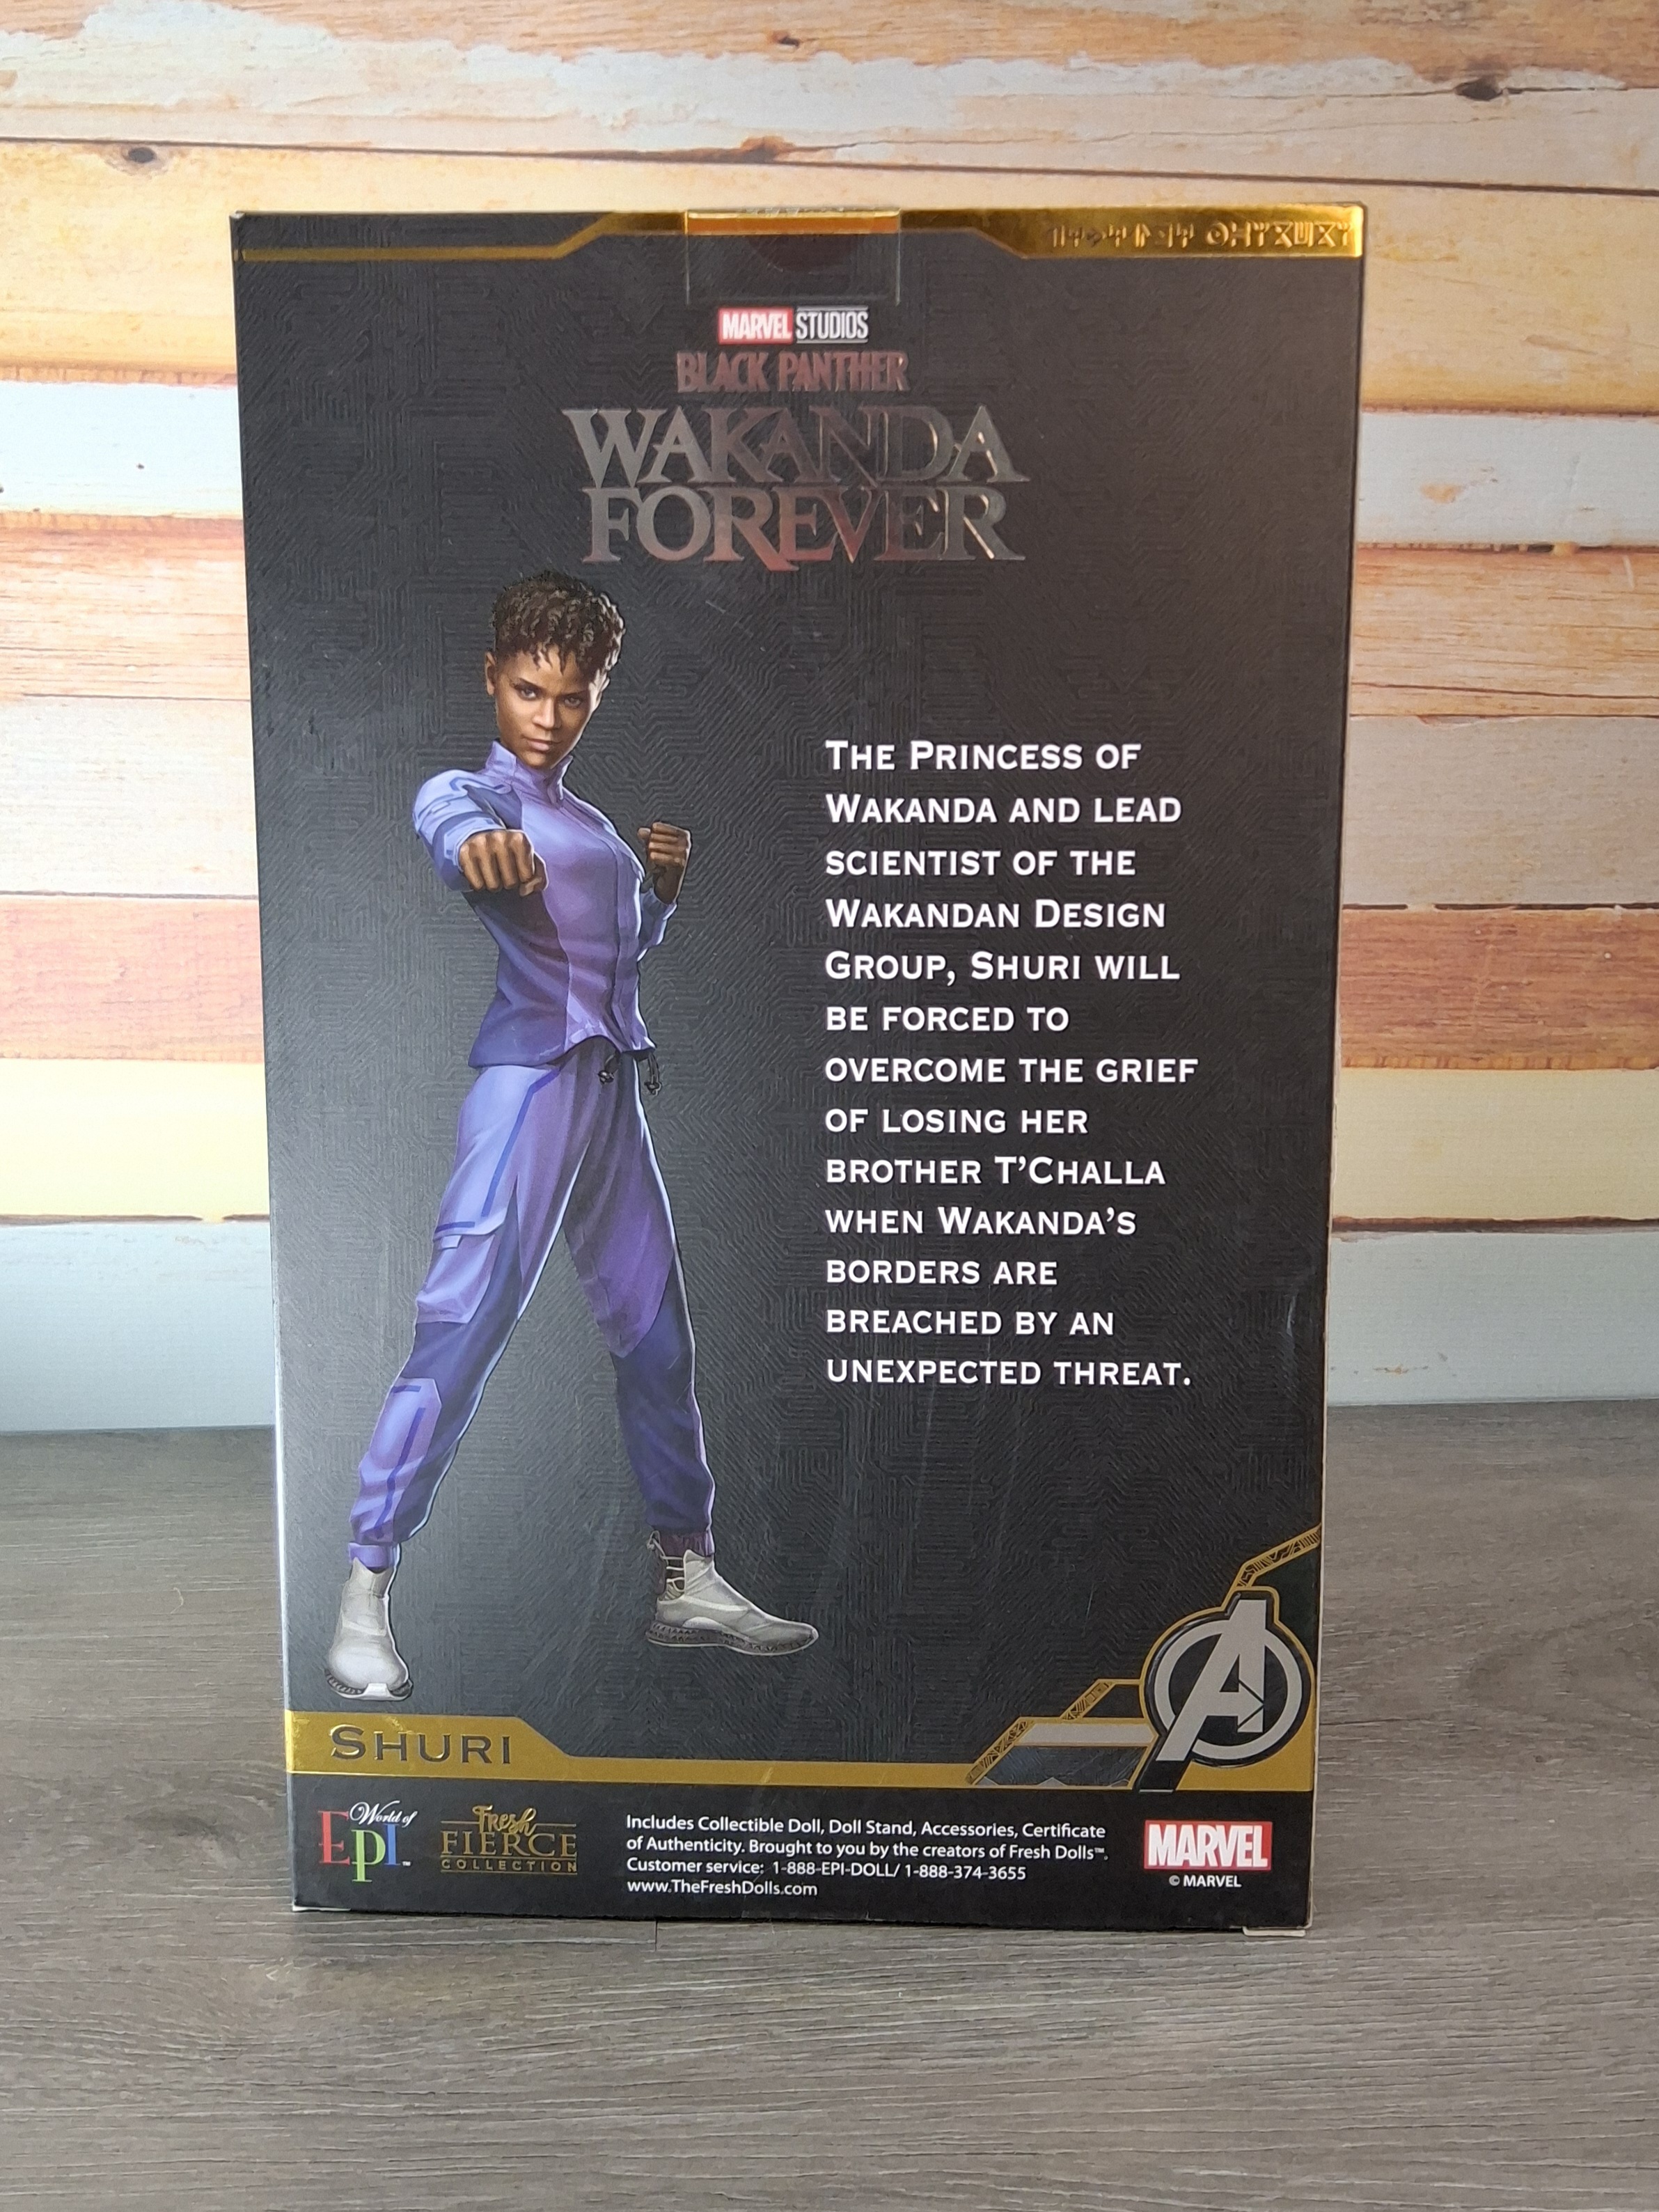 MARVEL STUDIOS
BLACK PANTHER
WAKANDA
FOREVER
THE PRINCESS OF
WAKANDA AND LEAD
SCIENTIST OF THE
WAKANDAN DESIGN
GROUP, SHURI WILL
BE FORCED TO
OVERCOME THE GRIEF
OF LOSING HER
BROTHER T'CHALLA
WHEN WAKANDA'S
BORDERS ARE
BREACHED BY AN
UNEXPECTED THREAT.
SHURI
World of
EPI™
Fresh
FIERCE
COLLECTION
Includes Collectible Doll, Doll Stand, Accessories, Certificate
of Authenticity. Brought to you by the creators of Fresh Dolls™.
Customer service: 1-888-EPI-DOLL/ 1-888-374-3655
www.TheFreshDolls.com
MARVEL
© MARVEL